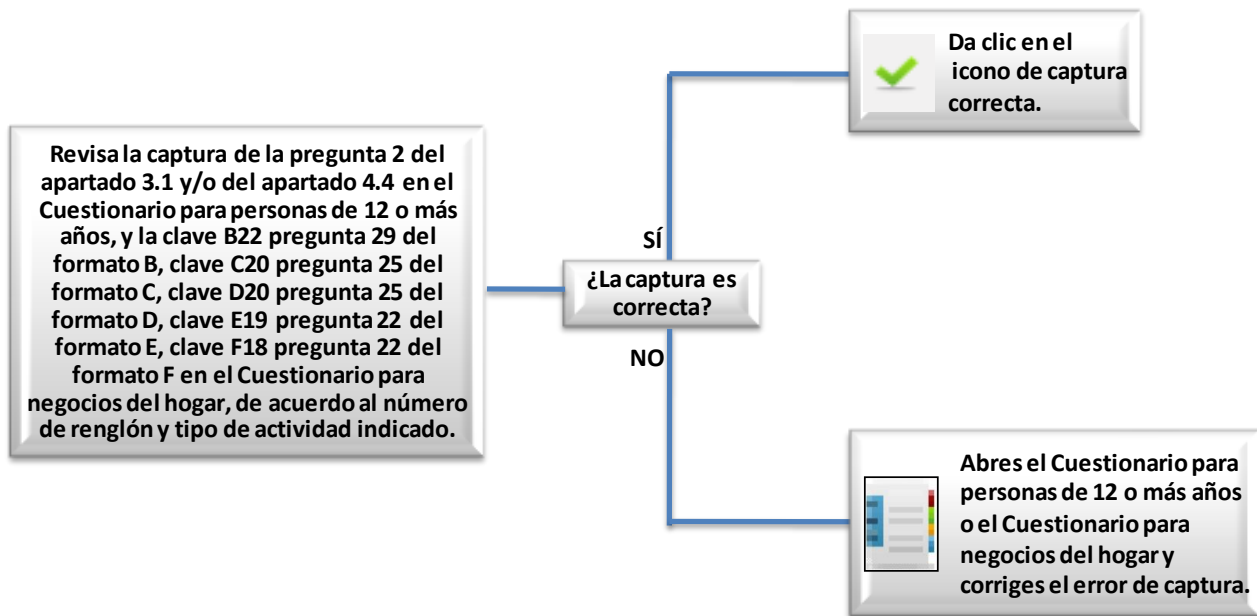 Revisa la captura de la pregunta 2 del
apartado 3.1 y/o del apartado 4.4 en el
Cuestionario para personas de 12 o más
años, y la clave B22 pregunta 29 del
formato B, clave C20 pregunta 25 del
formato C, clave D20 pregunta 25 del
formato D, clave E19 pregunta 22 del
formato E, clave F18 pregunta 22 del
formato F en el Cuestionario para
negocios del hogar, de acuerdo al número
de renglón y tipo de actividad indicado.
¿La captura es
correcta?
SÍ
Da clic en el
icono de captura
correcta.
NO
Abres el Cuestionario para
personas de 12 o más años
o el Cuestionario para
negocios del hogar y
corriges el error de captura.